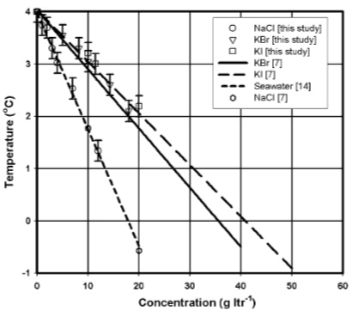 4
3
2
1
0
-1
Temperature (°C)
NaCl [this study]
KBr [this study]
KI [this study]
KBr [7]
KI [7]
Seawater [14]
NaCl [7]
0 10 20 30 40 50 60
Concentration (g ltr⁻¹)